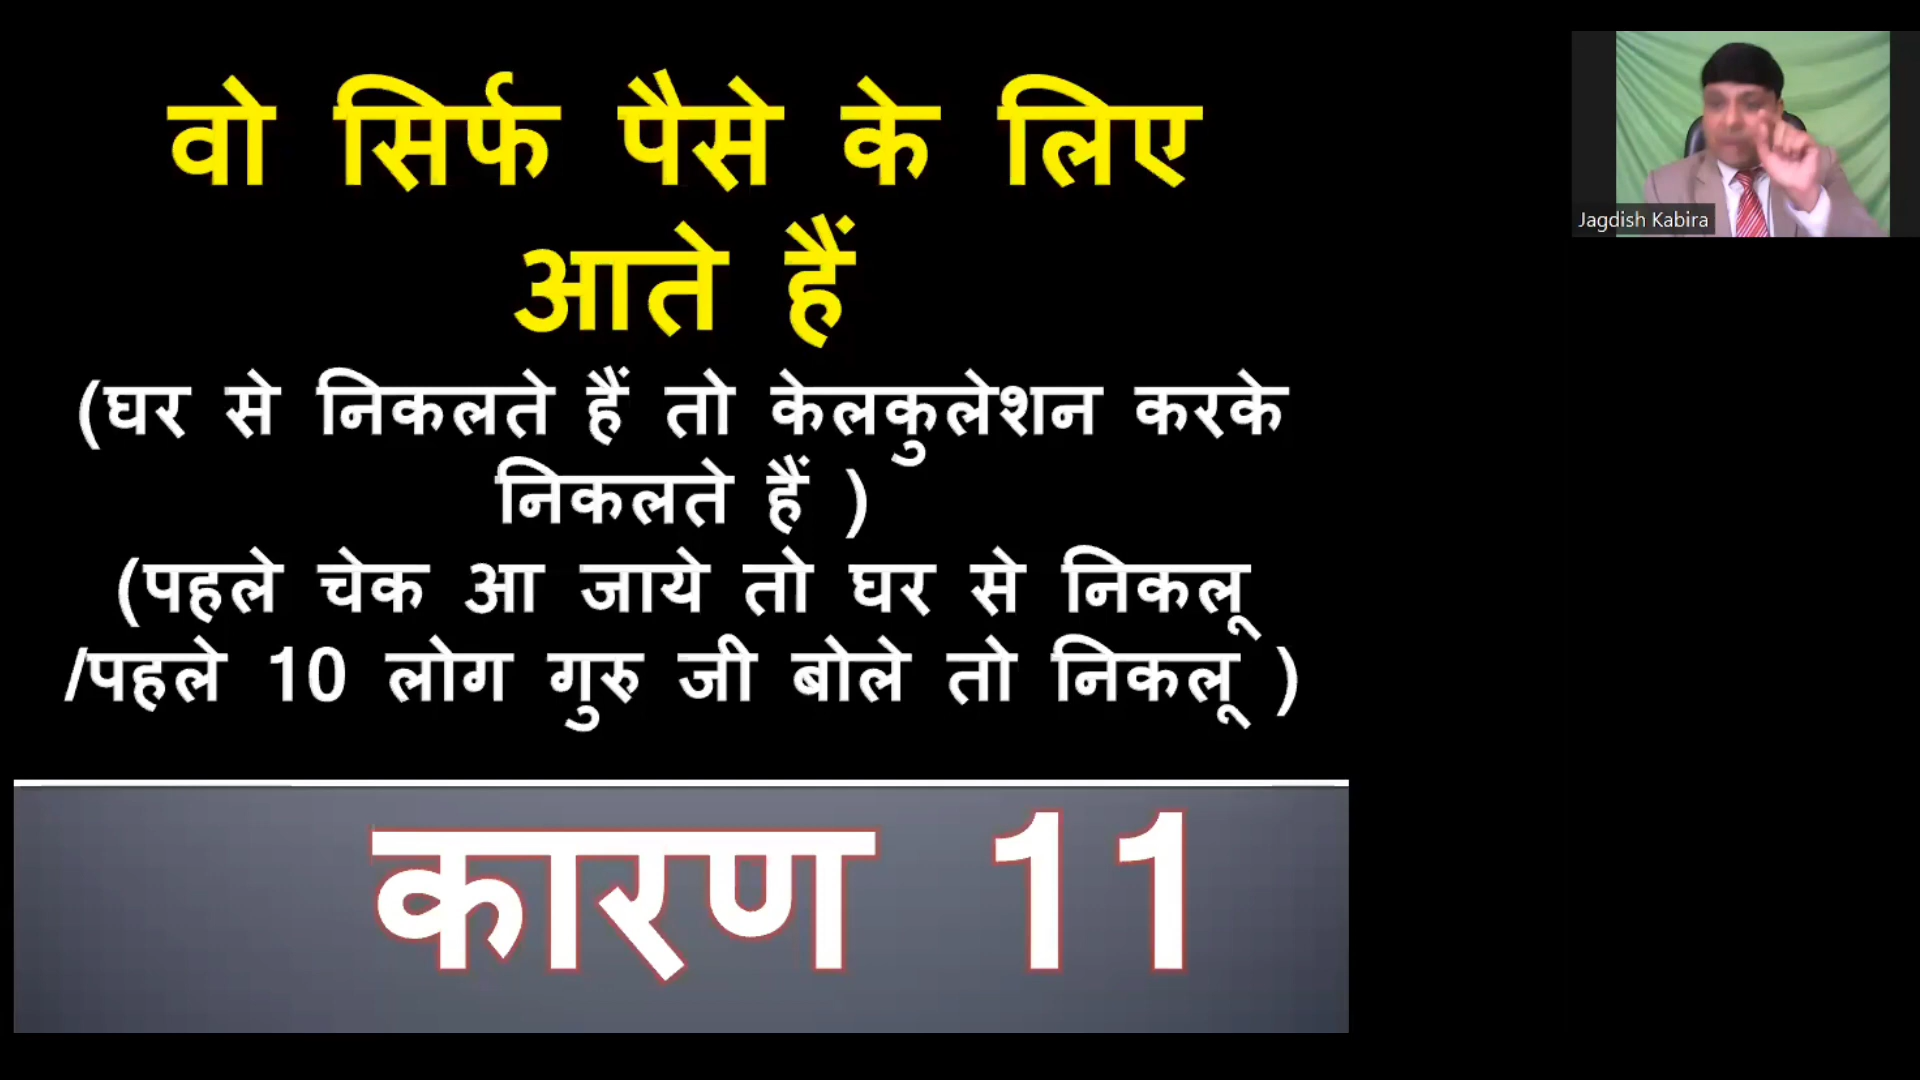 वो सिर्फ पैसे के लिए
आते हैं
(घर से निकलते हैं तो केलकुलेशन करके
निकलते हैं )
(पहले चेक आ जाये तो घर से निकलू
/पहले 10 लोग गुरु जी बोले तो निकलू )
कारण 11
Jagdish Kabira